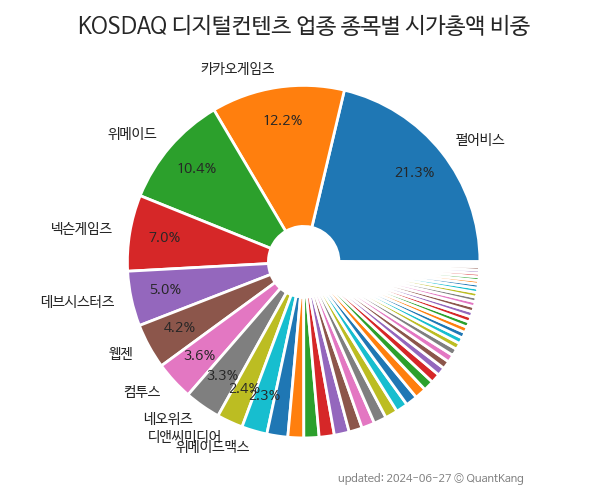 KOSDAQ 디지털컨텐츠 업종 종목별 시가총액 비중
카카오게임즈
12.2%
위메이드
10.4%
펄어비스
21.3%
넥슨게임즈
7.0%
데브시스터즈
5.0%
웹젠
4.2%
컴투스
3.6%
네오위즈
3.3%
디앤씨미디어
2.4%
위메이드맥스
2.3%
updated: 2024-06-27 © QuantKang